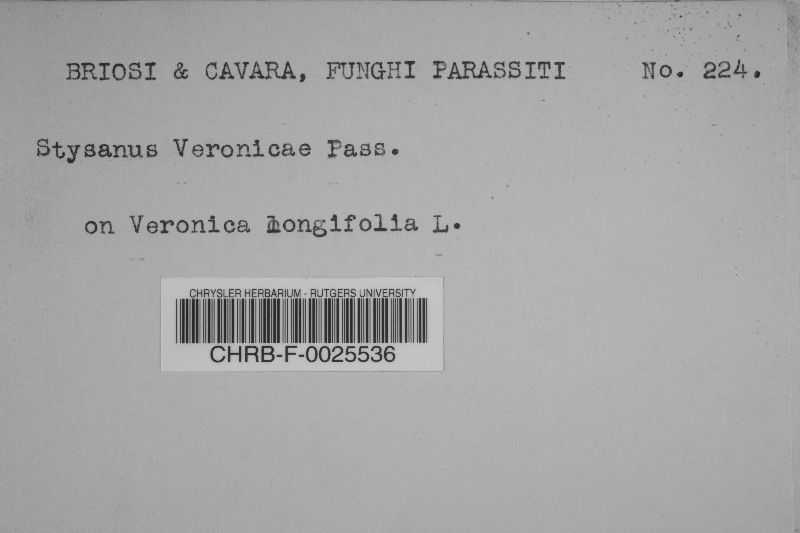 BRIOSI & CAVARA, FUNGHI PARASSITI No. 224.
Stysanus Veronicae Pass.
on Veronica longifolia L.
CHRYSLER HERBARIUM - RUTGERS UNIVERSITY
CHRB-F-0025536